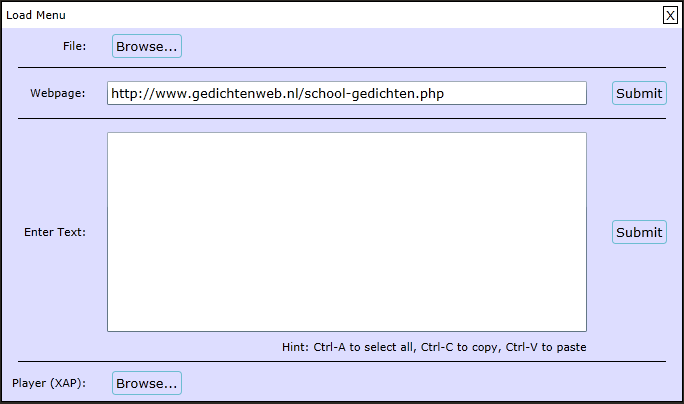 Load Menu X
File: Browse...
Webpage: http://www.gedichtenweb.nl/school-gedichten.php Submit
Enter Text: Submit
Hint: Ctrl-A to select all, Ctrl-C to copy, Ctrl-V to paste
Player (XAP): Browse...